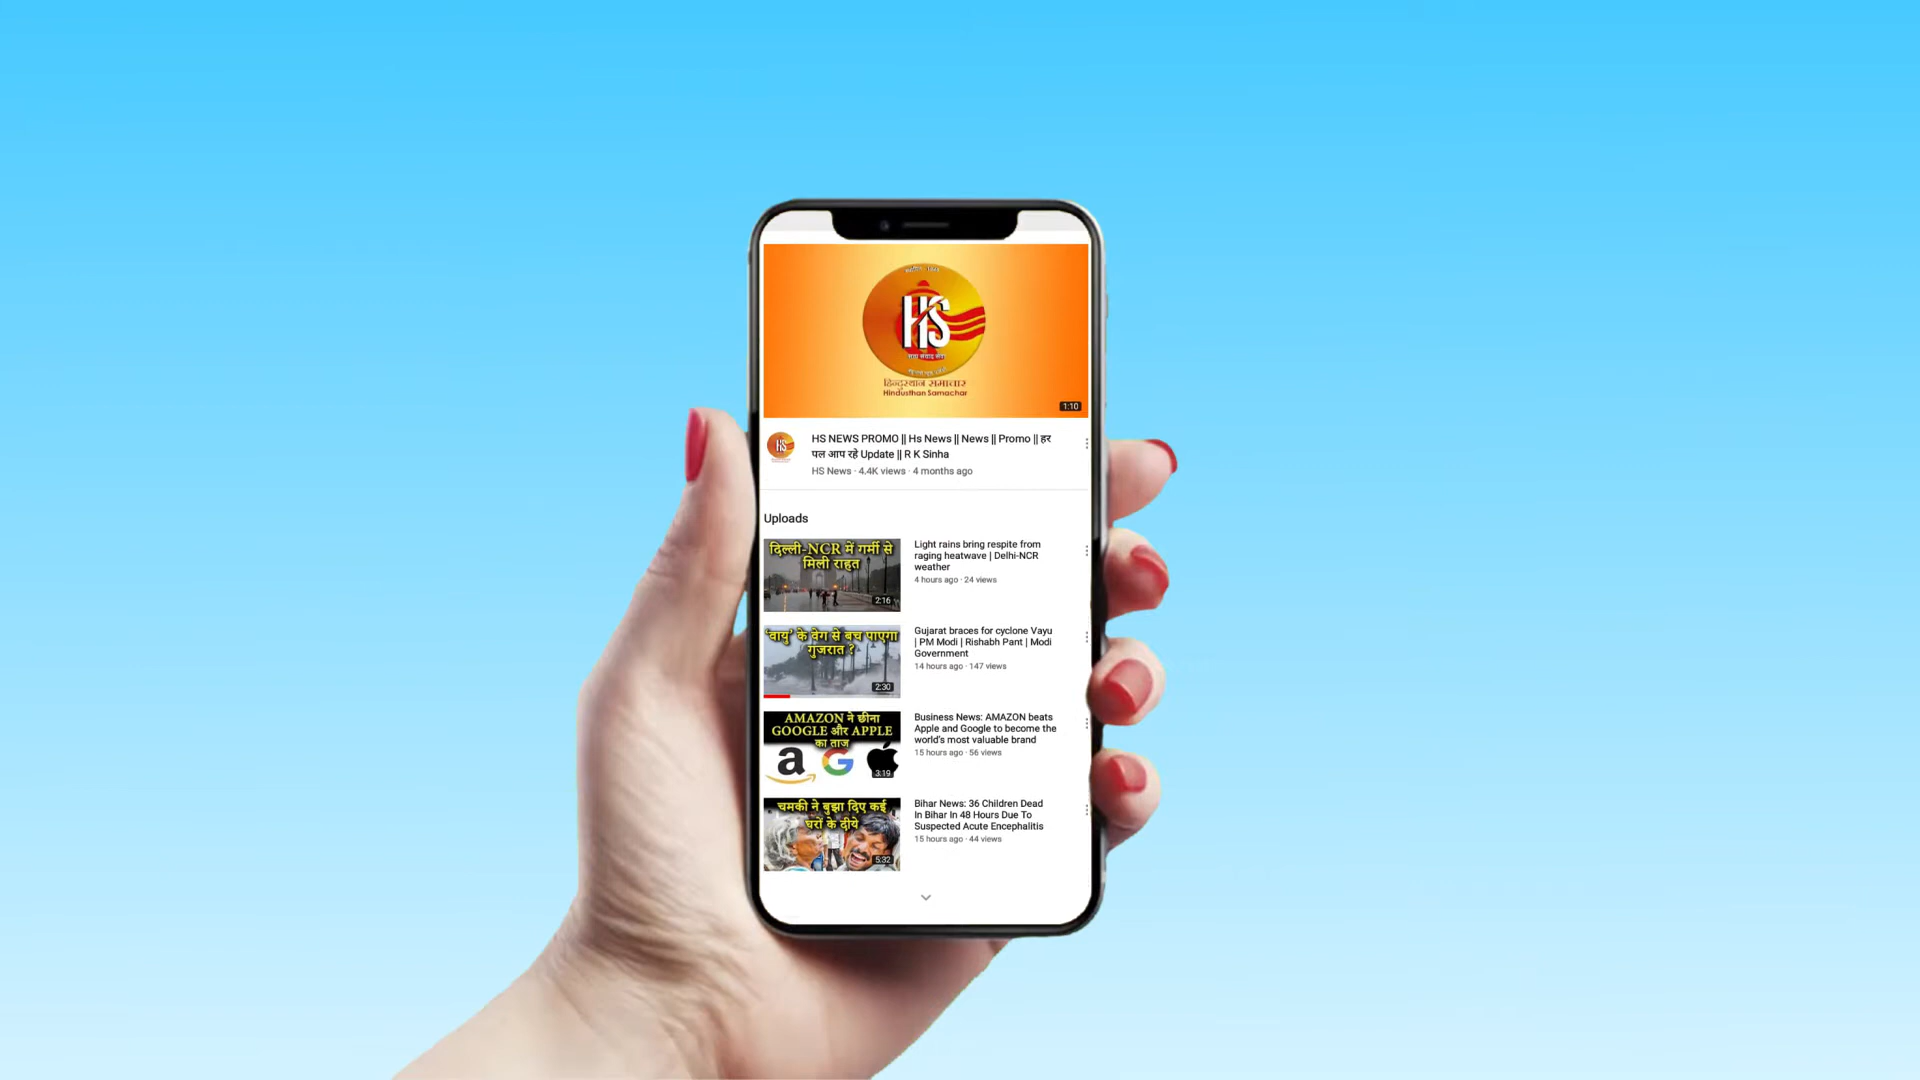 HS
साथ संवाद सेवा
हिन्दुस्थान समाचार
Hindusthan Samachar
1:10
HS
HS NEWS PROMO || Hs News || News || Promo || हर
पल आप रहे Update || R K Sinha
HS News · 4.4K views · 4 months ago
Uploads
दिल्ली-NCR में गर्मी से
मिली राहत
2:16
Light rains bring respite from
raging heatwave | Delhi-NCR
weather
4 hours ago · 24 views
'वायु' के वेग से बच पाएगा
गुजरात ?
2:30
Gujarat braces for cyclone Vayu
| PM Modi | Rishabh Pant | Modi
Government
14 hours ago · 147 views
AMAZON ने छीना
GOOGLE और APPLE
का ताज
a G
3:19
Business News: AMAZON beats
Apple and Google to become the
world's most valuable brand
15 hours ago · 56 views
चमकी ने बुझा दिए कई
घरों के दीये
5:32
Bihar News: 36 Children Dead
In Bihar In 48 Hours Due To
Suspected Acute Encephalitis
15 hours ago · 44 views